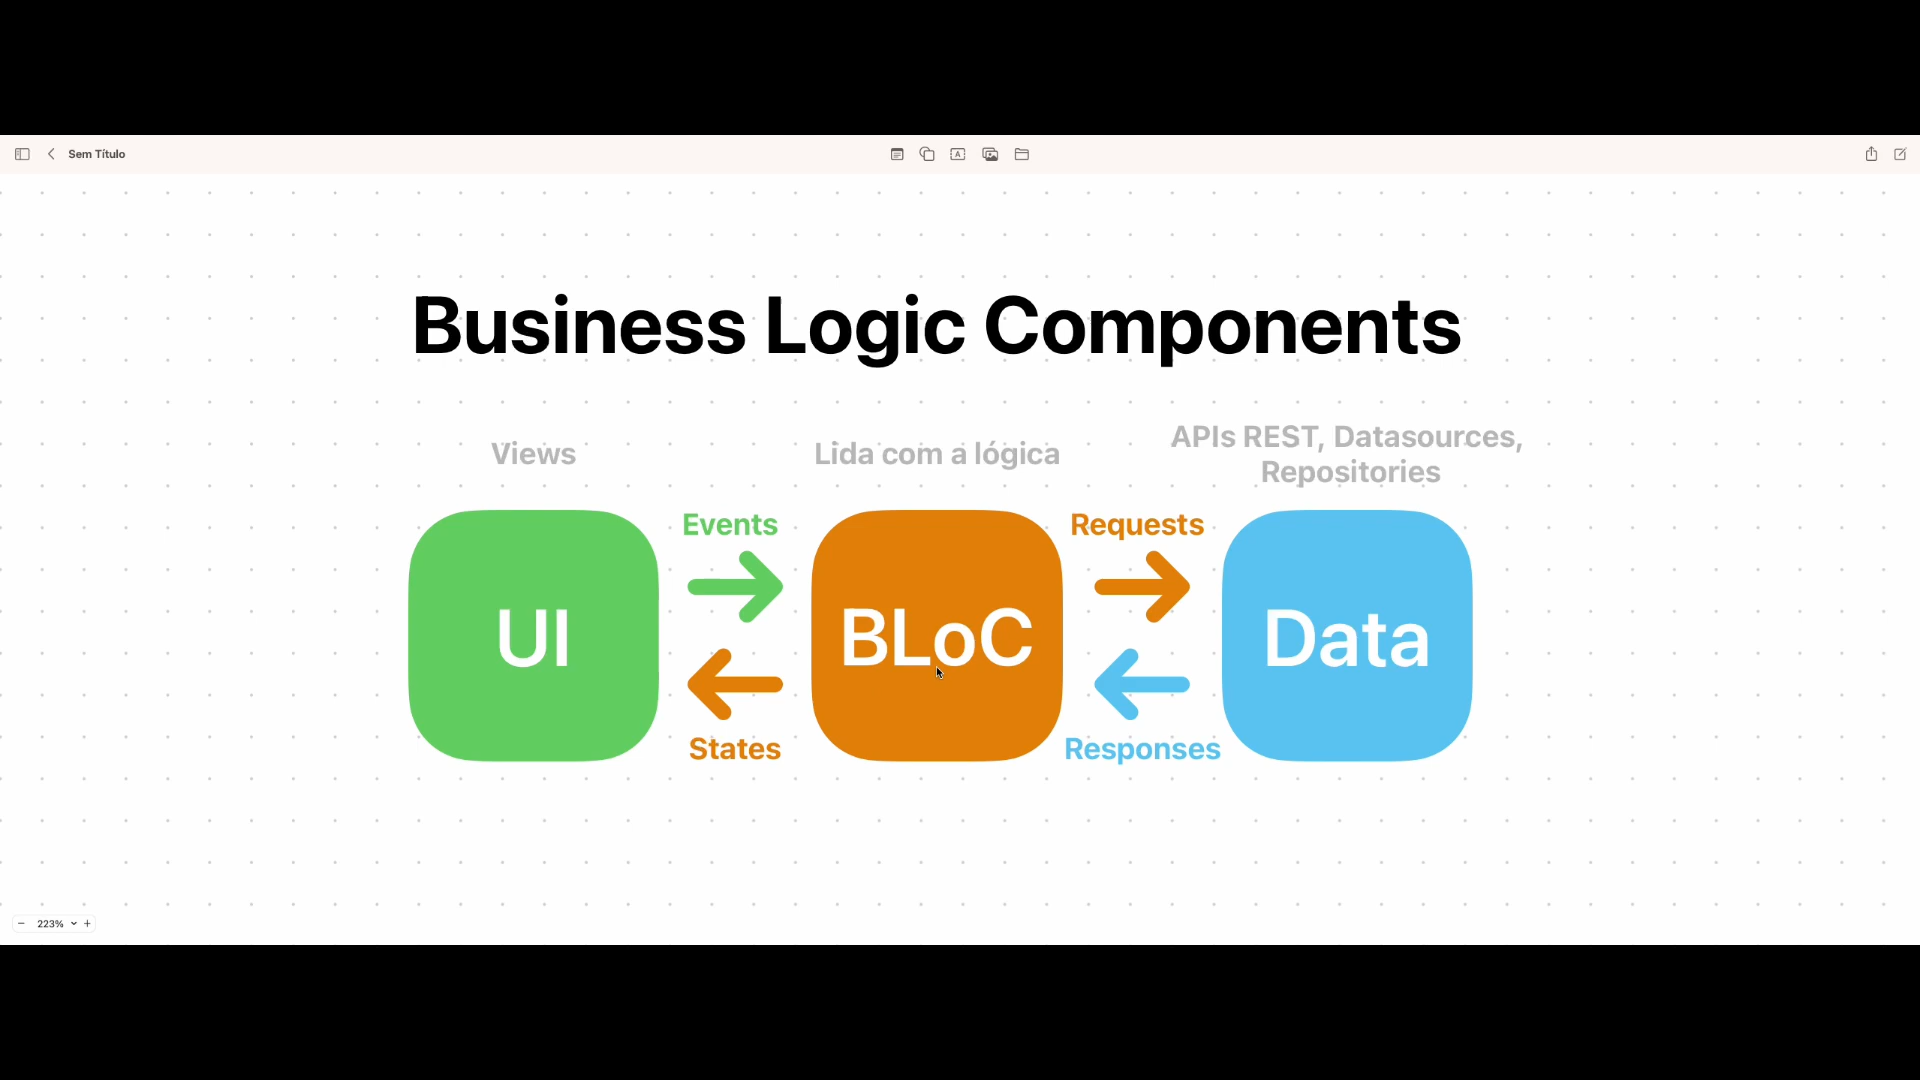 Sem Título
Business Logic Components
Views
Lida com a lógica
APIs REST, Datasources,
Repositories
Events
Requests
UI
BLoC
Data
States
Responses
223%